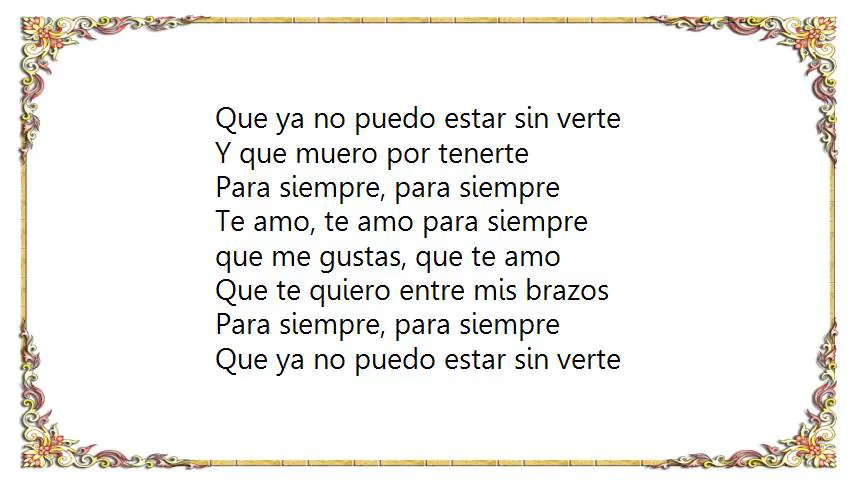 Que ya no puedo estar sin verte
Y que muero por tenerte
Para siempre, para siempre
Te amo, te amo para siempre
que me gustas, que te amo
Que te quiero entre mis brazos
Para siempre, para siempre
Que ya no puedo estar sin verte